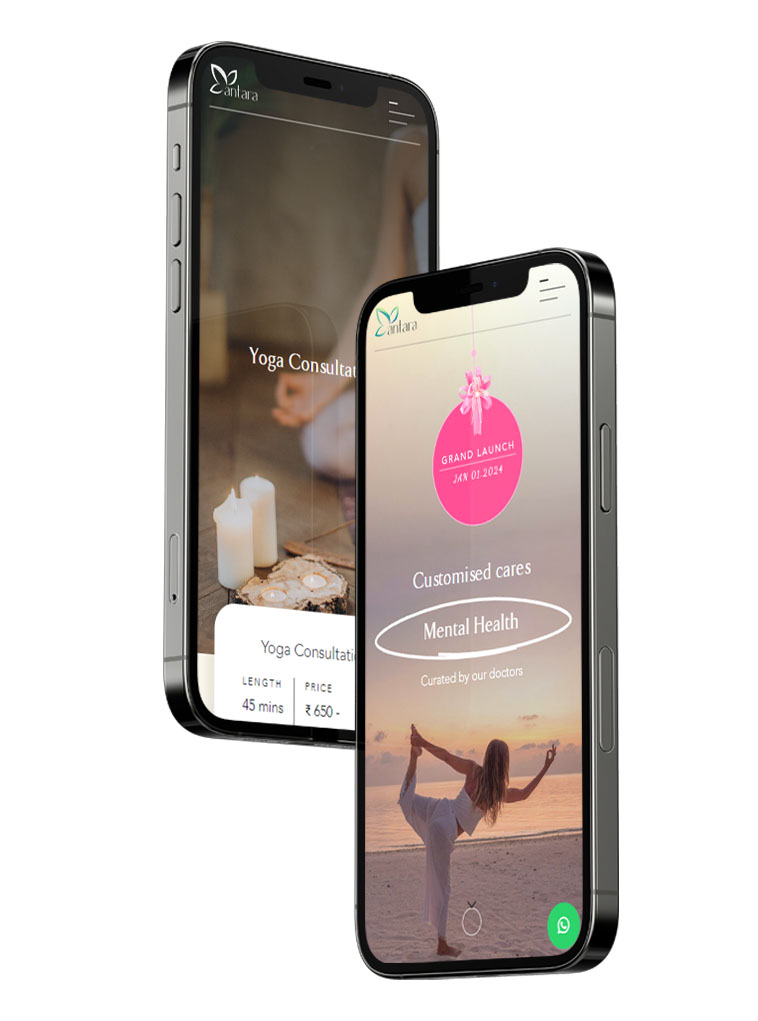 antara
Yoga Consultat
Yoga Consultati
LENGTH
PRICE
45 mins
₹ 650 -
antara
GRAND LAUNCH
JAN 01.2024
Customised cares
Mental Health
Curated by our doctors